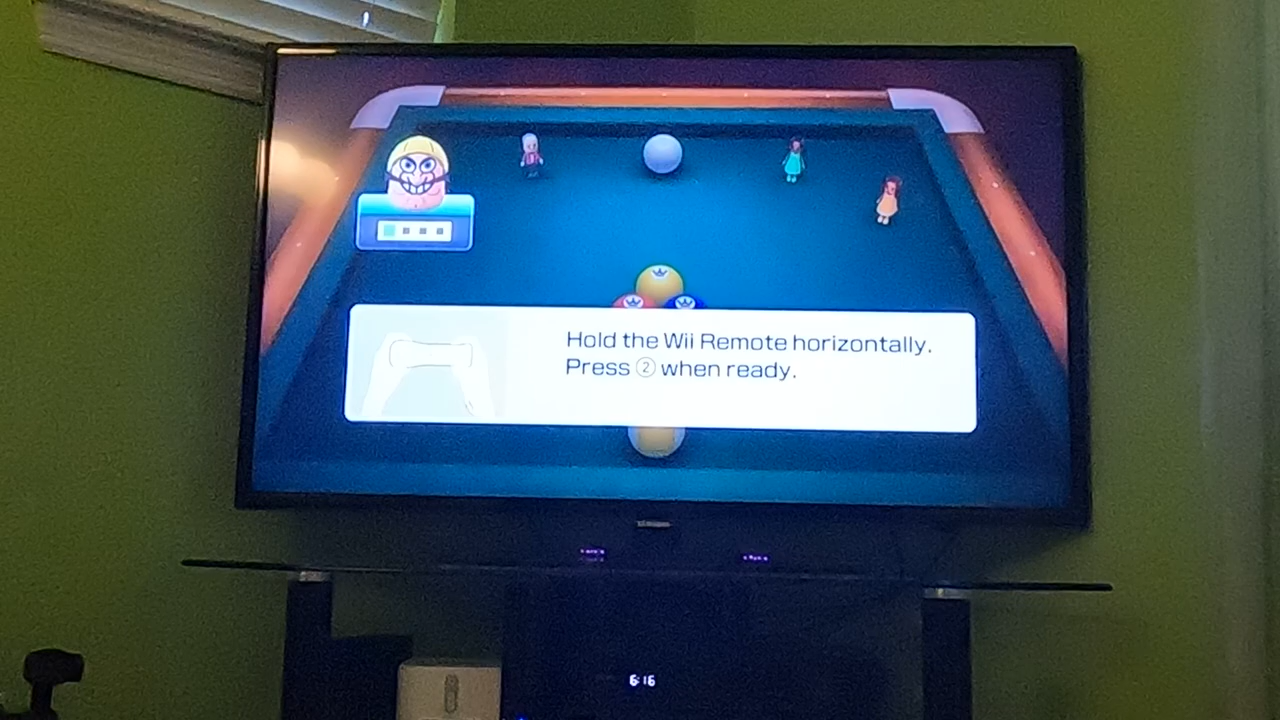 Hold the Wii Remote horizontally.
Press ② when ready.
6:16